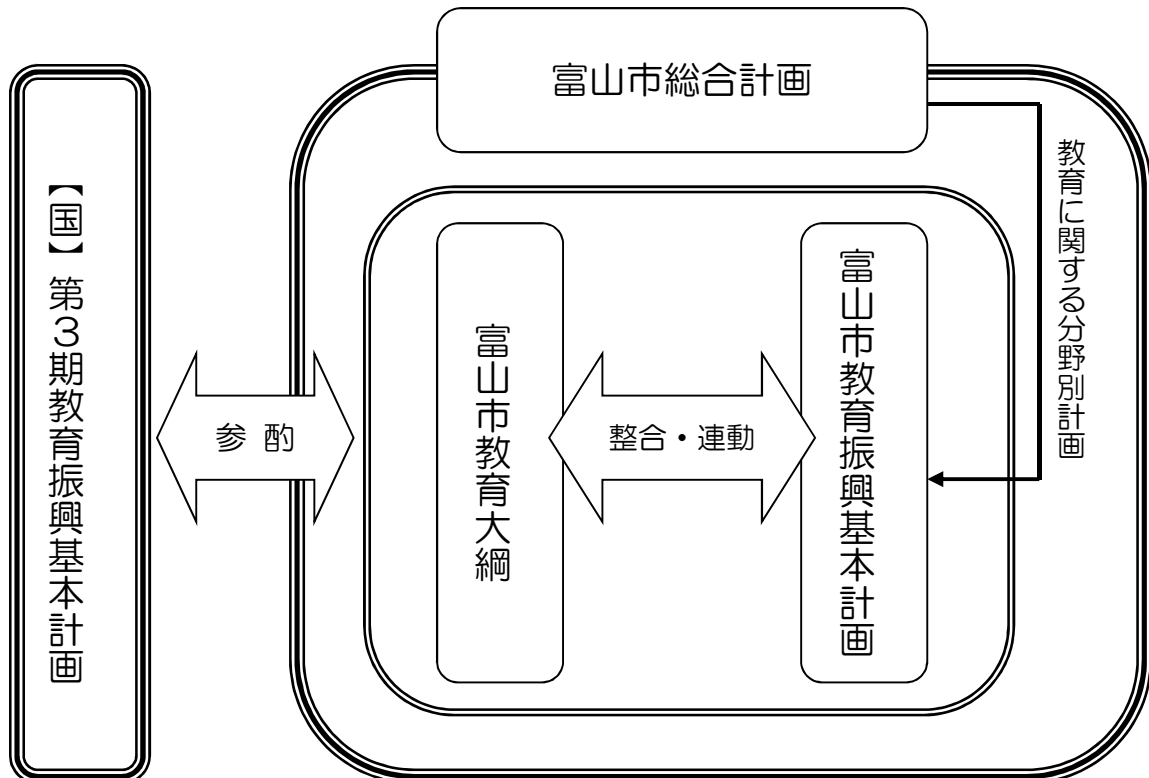 富山市総合計画
【国】第3期教育振興基本計画
参酌
富山市教育大綱
整合・連動
富山市教育振興基本計画
教育に関する分野別計画